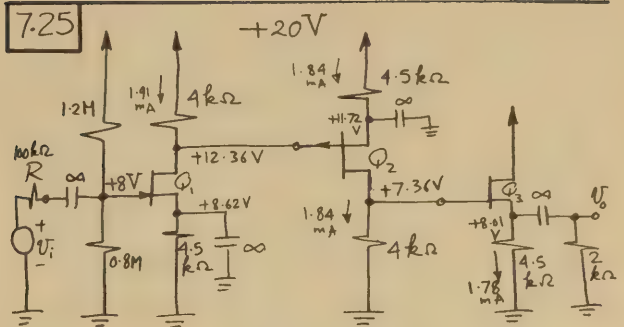 7.25
+20V
1.2M
1.91 mA
4kΩ
1.84 mA
4.5kΩ
∞
+11.72 V
100kΩ
R
∞
+8V
Q1
+12.36V
Q2
+7.36V
Q3
∞
Vo
+
Vi
-
0.8M
+8.62V
4.5 kΩ
∞
1.84 mA
4kΩ
+8.01 V
1.78 mA
4.5 kΩ
2 kΩ